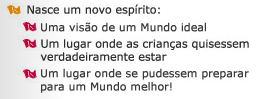 Nasce um novo espírito:
Uma visão de um Mundo ideal
Um lugar onde as crianças quisessem
verdadeiramente estar
Um lugar onde se pudessem preparar
para um Mundo melhor!